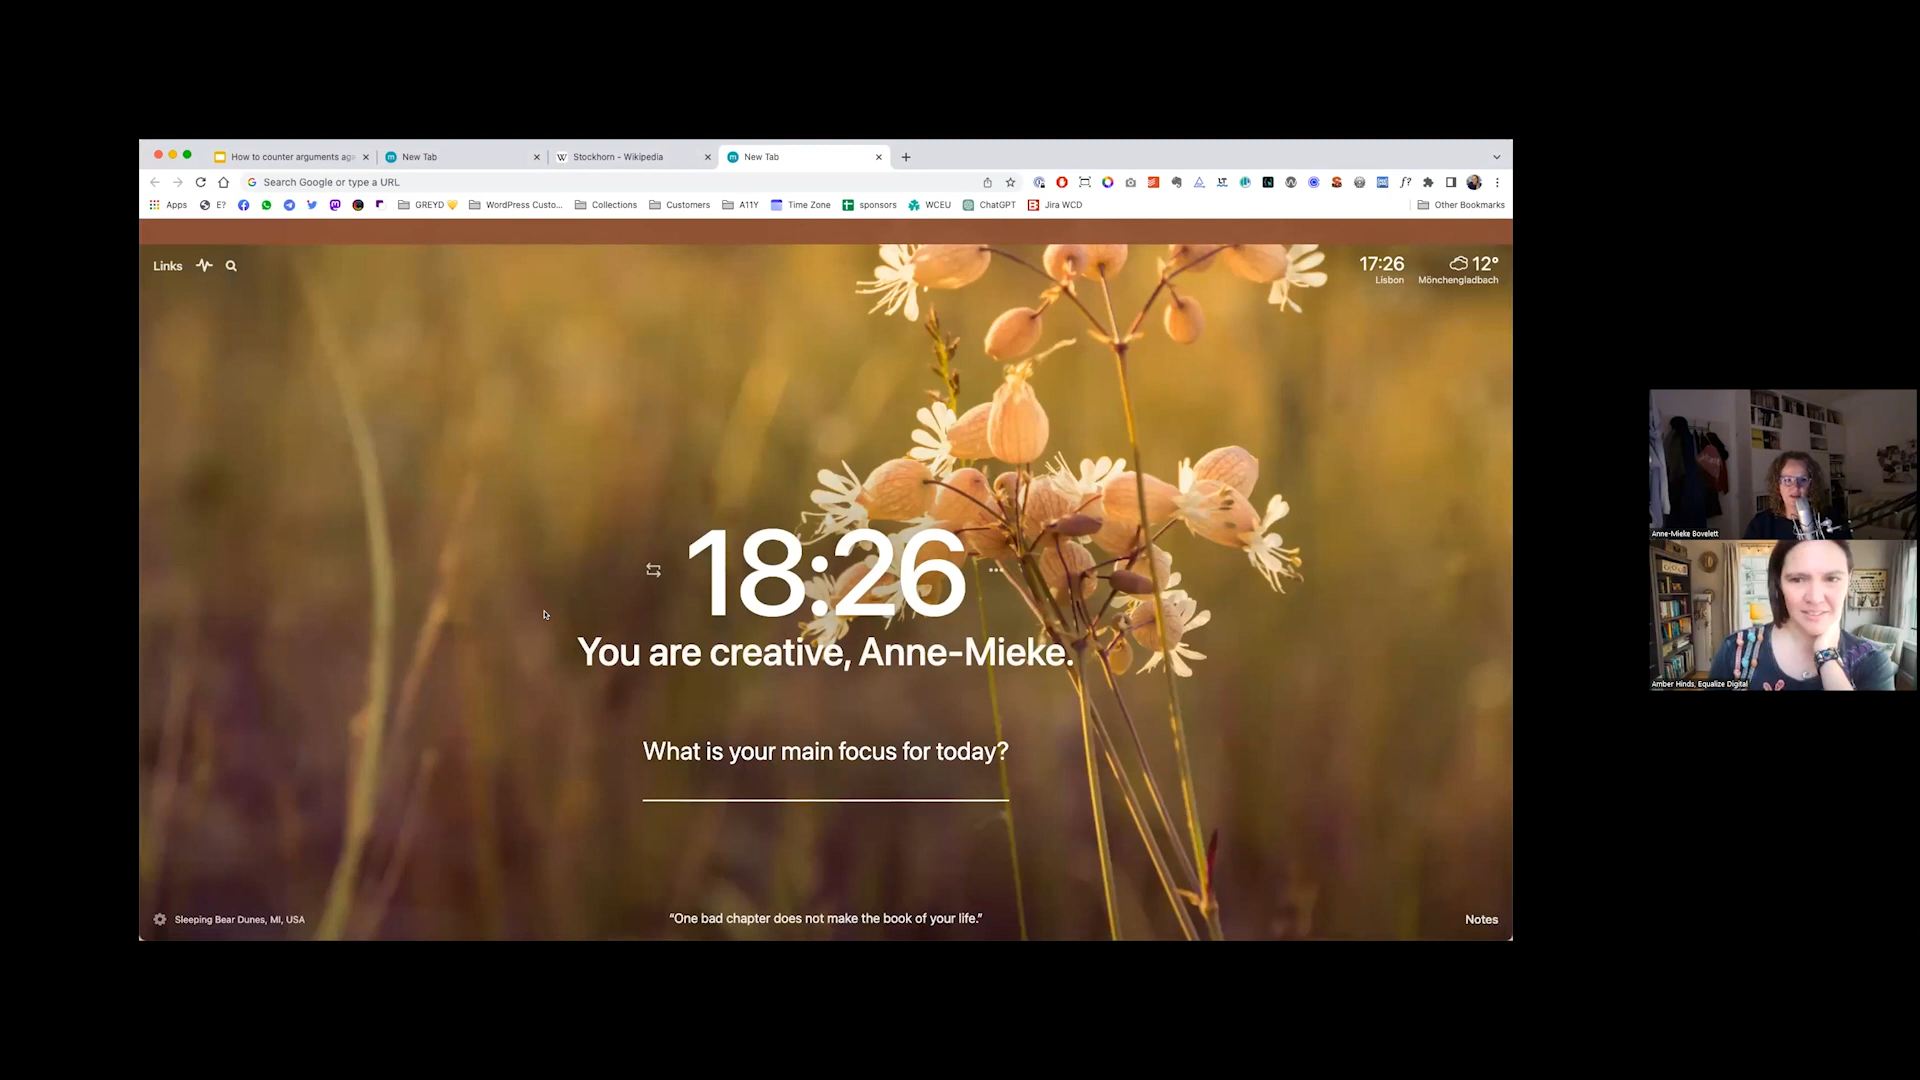 How to counter arguments aga
New Tab
Stockhorn - Wikipedia
New Tab
Search Google or type a URL
Apps
E?
GREYD
WordPress Custo...
Collections
Customers
A11Y
Time Zone
sponsors
WCEU
ChatGPT
Jira WCD
Other Bookmarks
Links
17:26
Lisbon
12°
Mönchengladbach
18:26
You are creative, Anne-Mieke.
What is your main focus for today?
Sleeping Bear Dunes, MI, USA
“One bad chapter does not make the book of your life.”
Notes
Anne-Mieke Bovelett
Amber Hinds, Equalize Digital